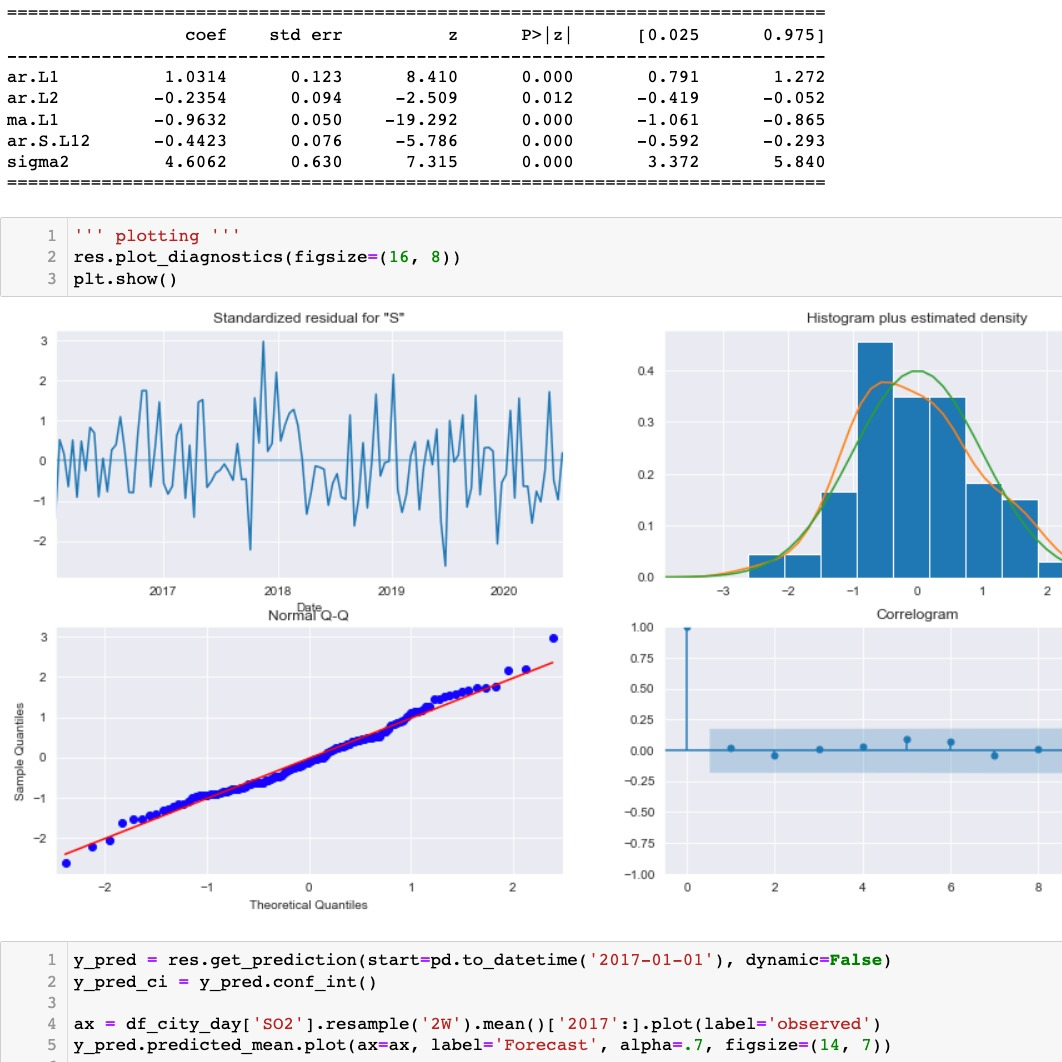 coef std err z P>|z| [0.025 0.975]
ar.L1 1.0314 0.123 8.410 0.000 0.791 1.272
ar.L2 -0.2354 0.094 -2.509 0.012 -0.419 -0.052
ma.L1 -0.9632 0.050 -19.292 0.000 -1.061 -0.865
ar.S.L12 -0.4423 0.076 -5.786 0.000 -0.592 -0.293
sigma2 4.6062 0.630 7.315 0.000 3.372 5.840
1 ''' plotting '''
2 res.plot_diagnostics(figsize=(16, 8))
3 plt.show()
Standardized residual for "S"
3
2
1
0
−1
−2
2017 2018 2019 2020
Date
Histogram plus estimated density
0.4
0.3
0.2
0.1
0.0
−3 −2 −1 0 1 2
Normal Q-Q
Sample Quantiles
3
2
1
0
−1
−2
−2 −1 0 1 2
Theoretical Quantiles
Correlogram
1.00
0.75
0.50
0.25
0.00
−0.25
−0.50
−0.75
−1.00
0 2 4 6 8
1 y_pred = res.get_prediction(start=pd.to_datetime('2017-01-01'), dynamic=False)
2 y_pred_ci = y_pred.conf_int()
3
4 ax = df_city_day['SO2'].resample('2W').mean()['2017':].plot(label='observed')
5 y_pred.predicted_mean.plot(ax=ax, label='Forecast', alpha=.7, figsize=(14, 7))